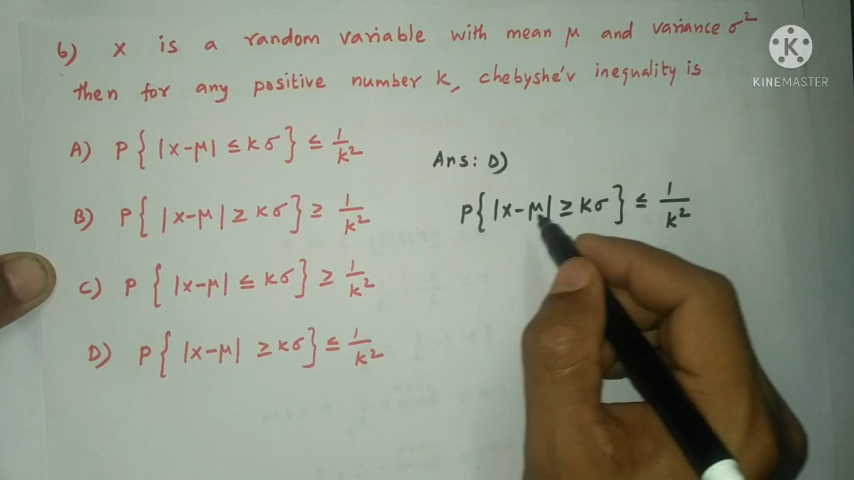 6) X is a random variable with mean μ and variance σ²
then for any positive number K, chebyshe'v inequality is
A) P{ |X-μ| ≤ Kσ } ≤ 1/K²
B) P{ |X-μ| ≥ Kσ } ≥ 1/K²
C) P { |X-μ| ≤ Kσ } ≥ 1/K²
D) P{ |X-μ| ≥ Kσ } ≤ 1/K²
Ans: D)
P{ |X-μ| ≥ Kσ } ≤ 1/K²
K
KINEMASTER